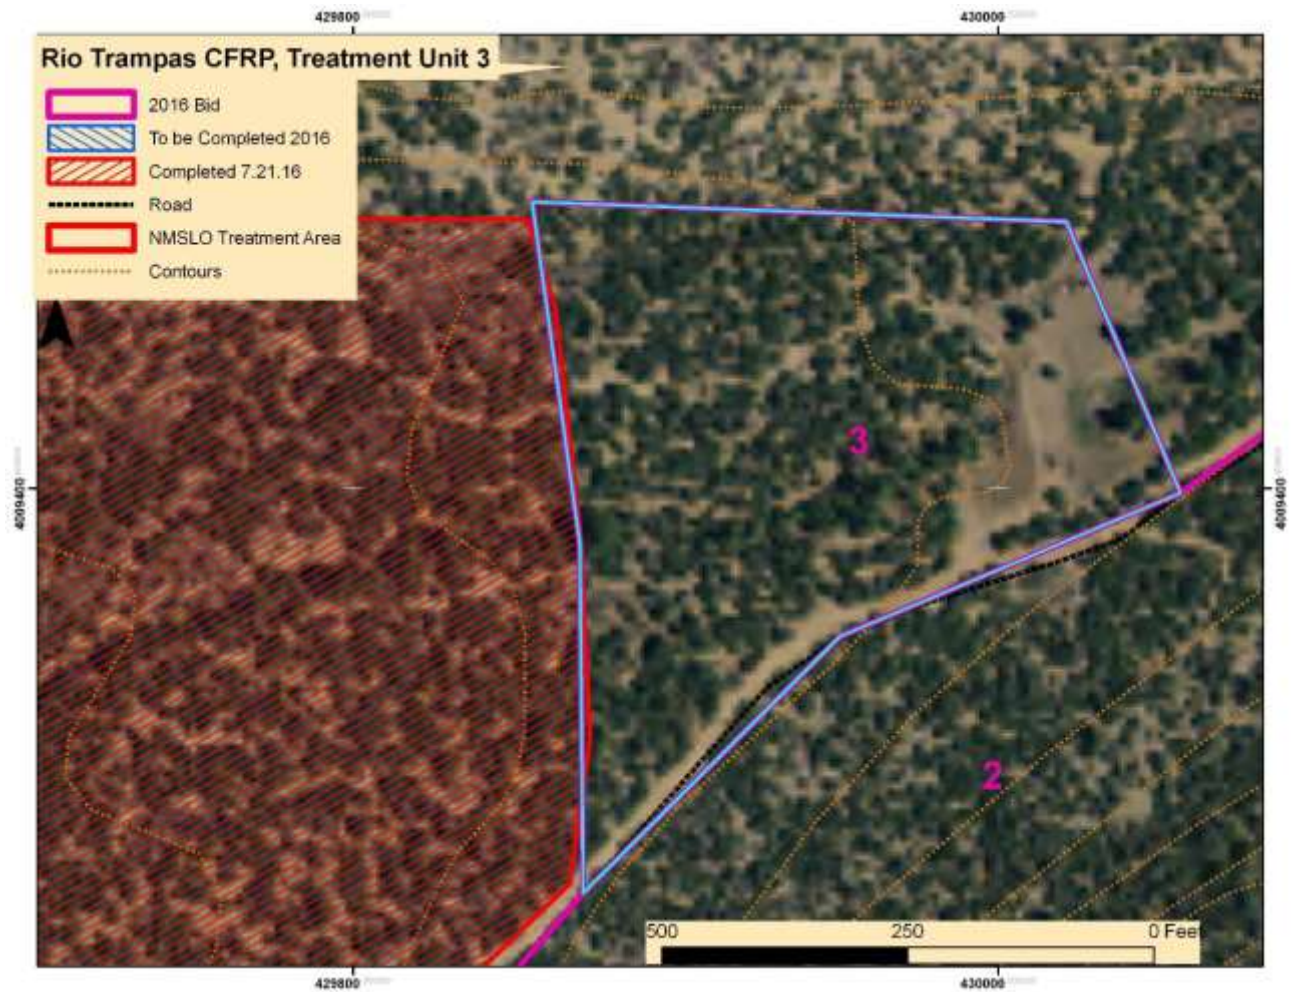 429800
430000
Rio Trampas CFRP, Treatment Unit 3
2016 Bid
To be Completed 2016
Completed 7.21.16
Road
NMSLO Treatment Area
Contours
3
4009400
4009400
2
500 250 0 Feet
429800
430000